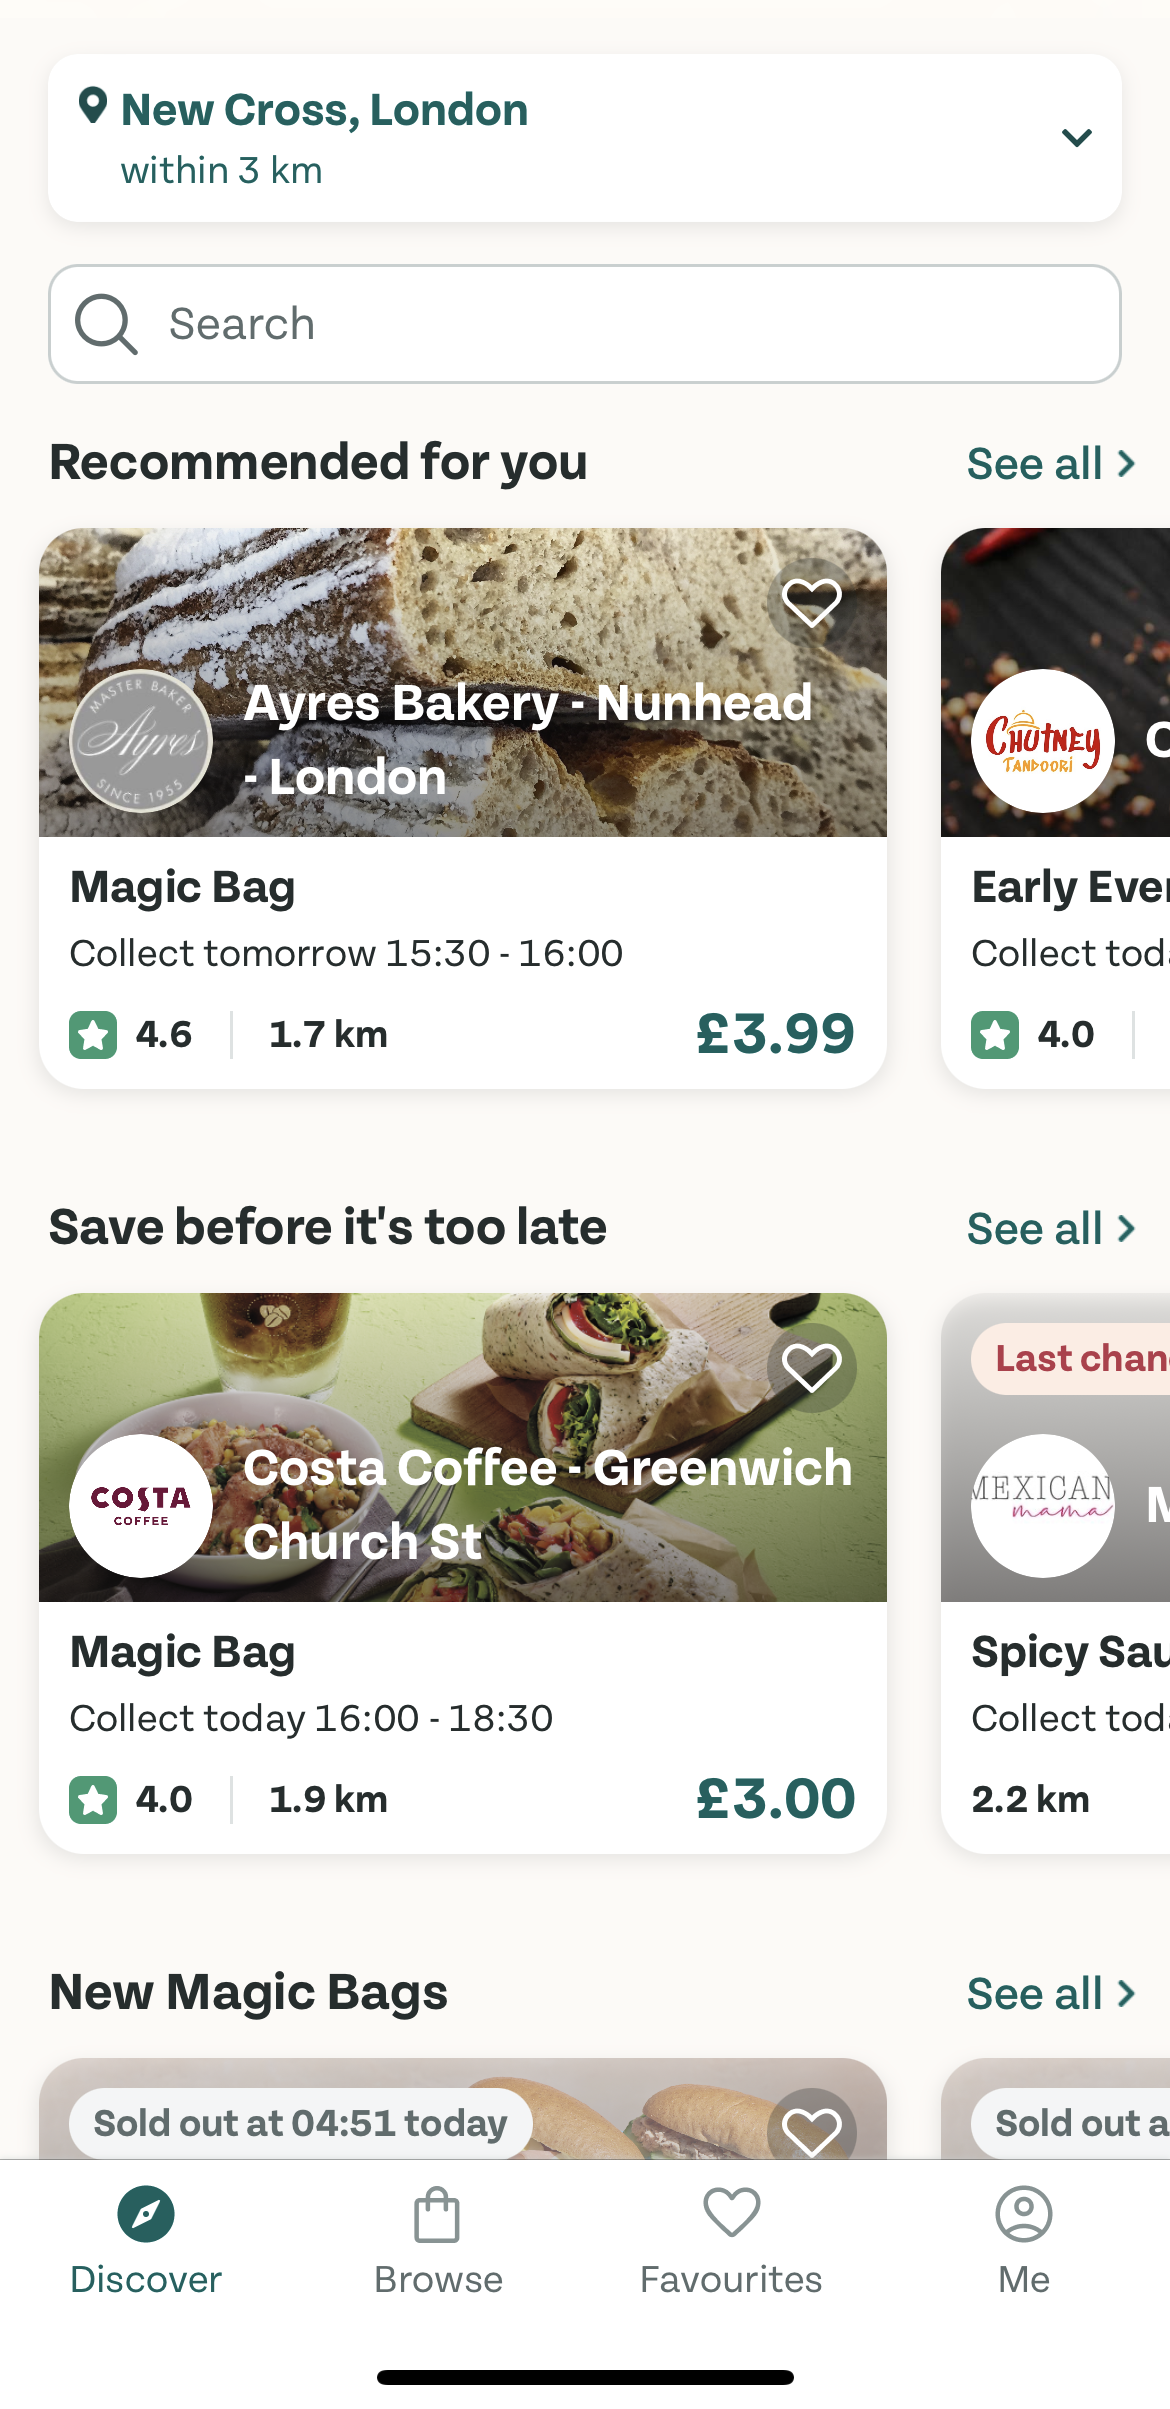 New Cross, London
within 3 km
Search
Recommended for you
See all
MASTER BAKER
Ayres
SINCE 1955
Ayres Bakery - Nunhead
- London
Magic Bag
Collect tomorrow 15:30 - 16:00
4.6
1.7 km
£3.99
CHUTNEY
TANDOORI
Early
Collect
4.0
Save before it's too late
See all
COSTA
COFFEE
Costa Coffee - Greenwich
Church St
Magic Bag
Collect today 16:00 - 18:30
4.0
1.9 km
£3.00
Last
MEXICAN
mama
Spicy
Collect
2.2 km
New Magic Bags
See all
Sold out at 04:51 today
Sold out
Discover
Browse
Favourites
Me